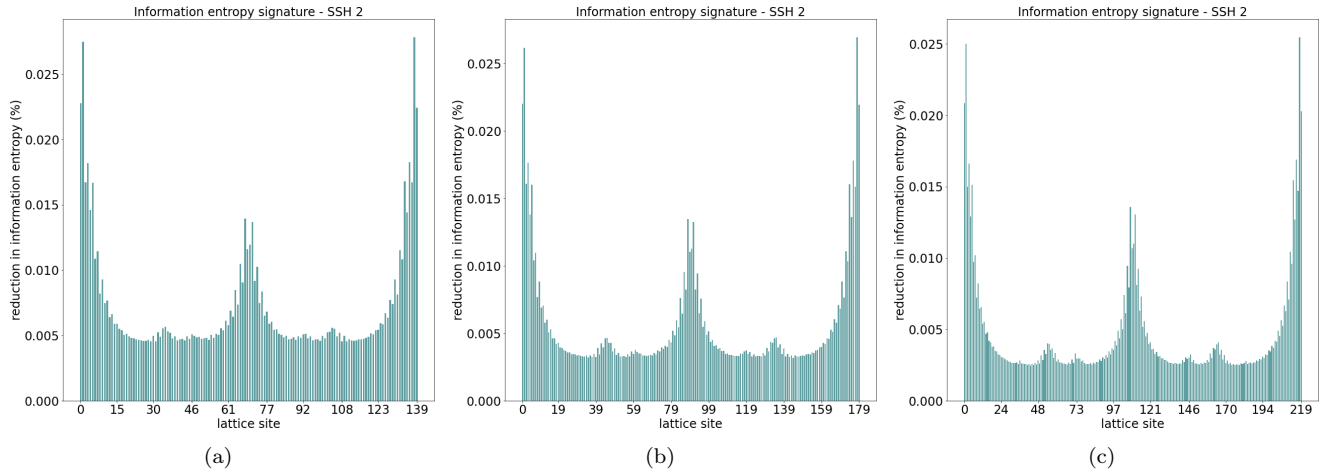 Information entropy signature - SSH 2
reduction in information entropy (%)
0.025
0.020
0.015
0.010
0.005
0.000
0 15 30 46 61 77 92 108 123 139
lattice site
(a)
Information entropy signature - SSH 2
reduction in information entropy (%)
0.025
0.020
0.015
0.010
0.005
0.000
0 19 39 59 79 99 119 139 159 179
lattice site
(b)
Information entropy signature - SSH 2
reduction in information entropy (%)
0.025
0.020
0.015
0.010
0.005
0.000
0 24 48 73 97 121 146 170 194 219
lattice site
(c)